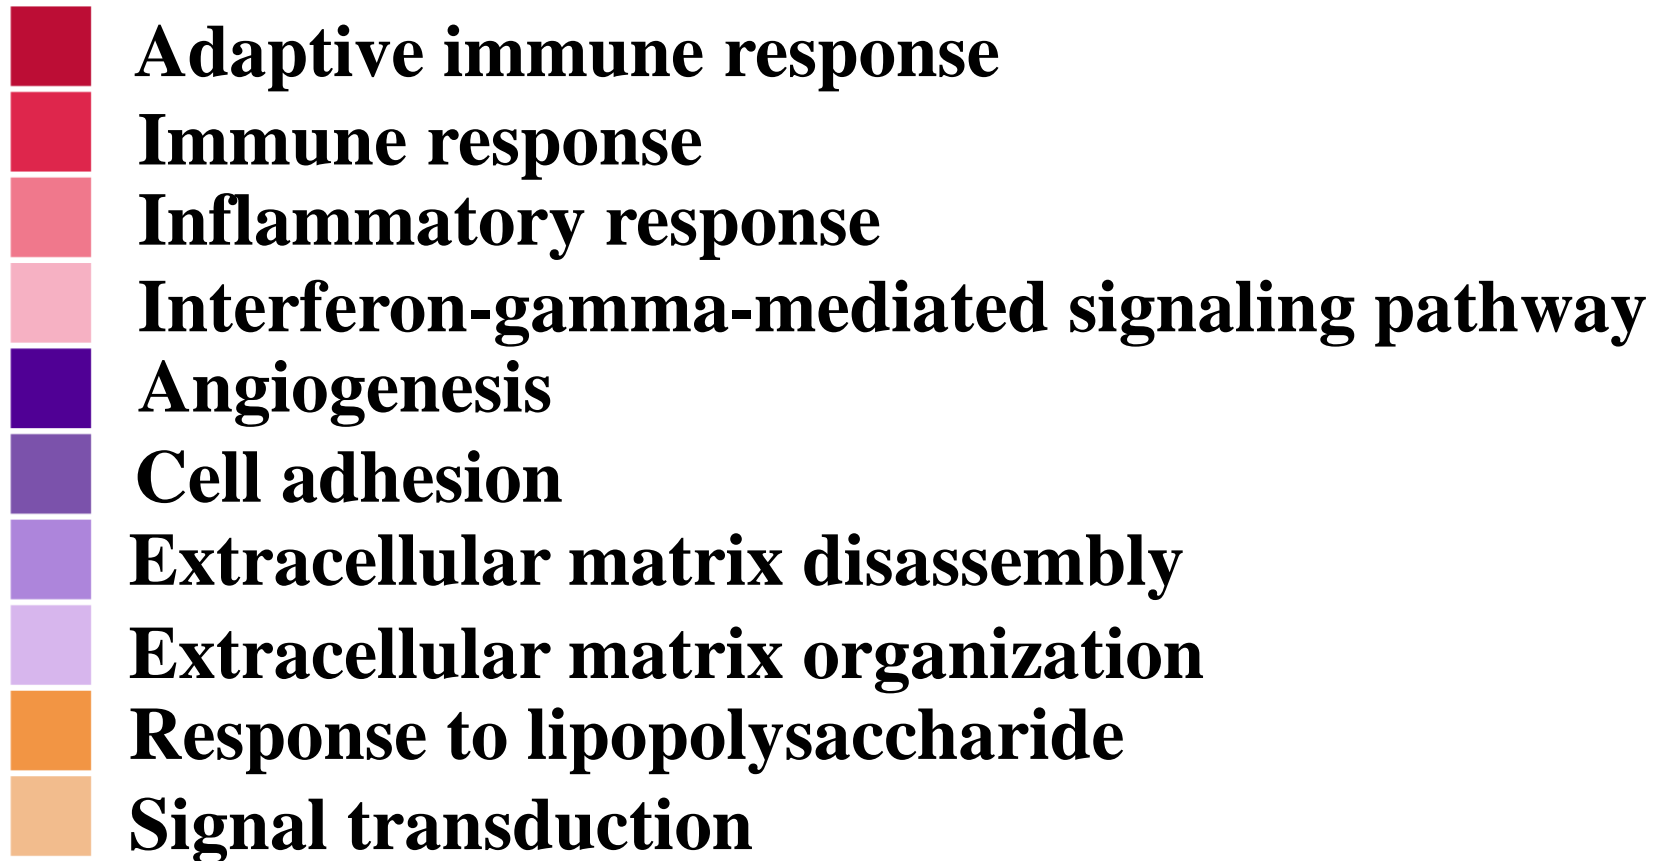 Adaptive immune response
Immune response
Inflammatory response
Interferon-gamma-mediated signaling pathway
Angiogenesis
Cell adhesion
Extracellular matrix disassembly
Extracellular matrix organization
Response to lipopolysaccharide
Signal transduction